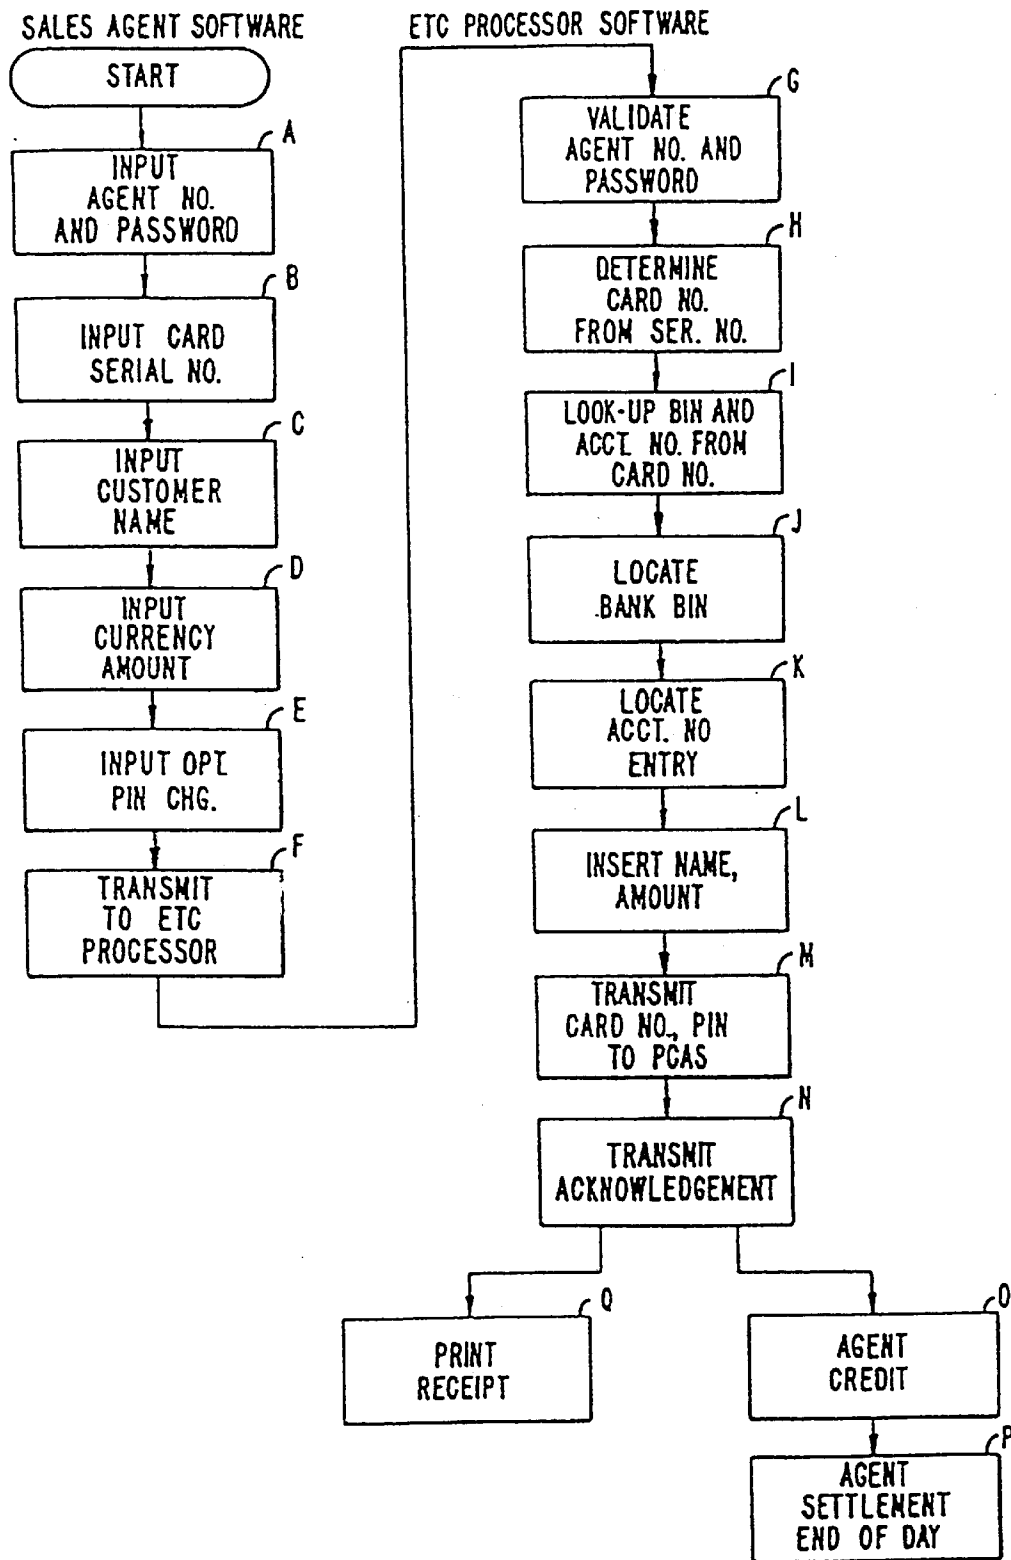 SALES AGENT SOFTWARE
START
A
INPUT
AGENT NO.
AND PASSWORD
B
INPUT CARD
SERIAL NO.
C
INPUT
CUSTOMER
NAME
D
INPUT
CURRENCY
AMOUNT
E
INPUT OPT.
PIN CHG.
F
TRANSMIT
TO ETC
PROCESSOR
ETC PROCESSOR SOFTWARE
G
VALIDATE
AGENT NO. AND
PASSWORD
H
DETERMINE
CARD NO.
FROM SER. NO.
I
LOOK-UP BIN AND
ACCT. NO. FROM
CARD NO.
J
LOCATE
BANK BIN
K
LOCATE
ACCT. NO
ENTRY
L
INSERT NAME,
AMOUNT
M
TRANSMIT
CARD NO., PIN
TO PCAS
N
TRANSMIT
ACKNOWLEDGEMENT
Q
PRINT
RECEIPT
O
AGENT
CREDIT
P
AGENT
SETTLEMENT
END OF DAY